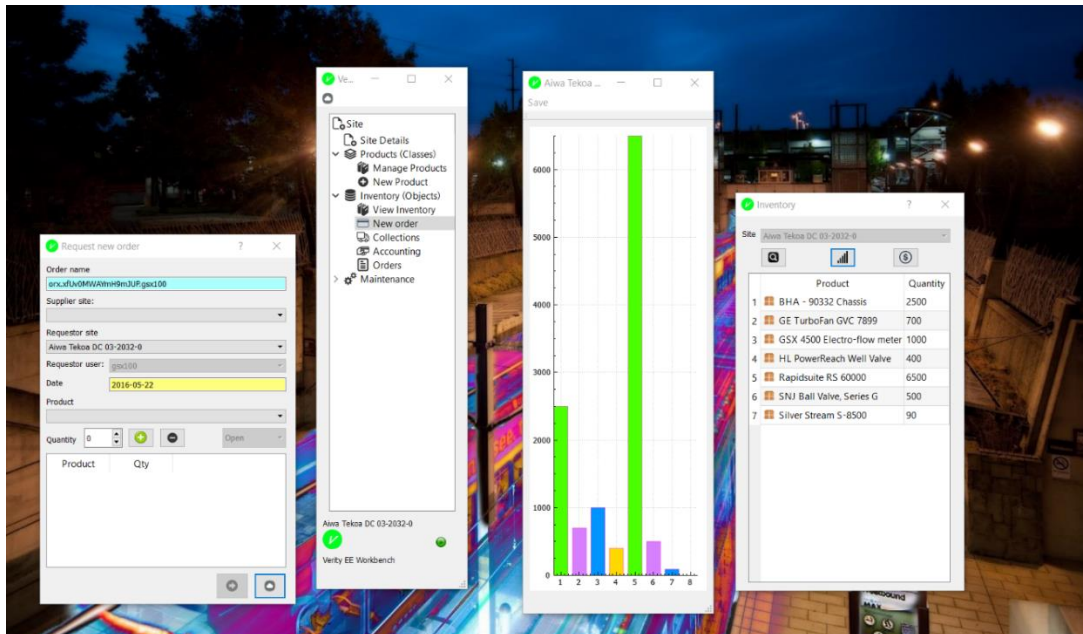 Request new order
?
Order name
orx.xfUv0MWAYmH9m3UP.gsx100
Supplier site:
Requestor site
Aiwa Tekoa DC 03-2032-0
Requestor user:
gsx100
Date
2016-05-22
Product
Quantity 0
Open
Product Qty
Ve...
Site
Site Details
Products (Classes)
Manage Products
New Product
Inventory (Objects)
View Inventory
New order
Collections
Accounting
Orders
Maintenance
Aiwa Tekoa DC 03-2032-0
Verity EE Workbench
Aiwa Tekoa ...
Save
6000
5000
4000
3000
2000
1000
0
1 2 3 4 5 6 7 8
Inventory
?
Site Aiwa Tekoa DC 03-2032-0
Product Quantity
1 BHA - 90332 Chassis 2500
2 GE TurboFan GVC 7899 700
3 GSX 4500 Electro-flow meter 1000
4 HL PowerReach Well Valve 400
5 Rapidsuite RS 60000 6500
6 SNJ Ball Valve, Series G 500
7 Silver Stream S-8500 90
MAX